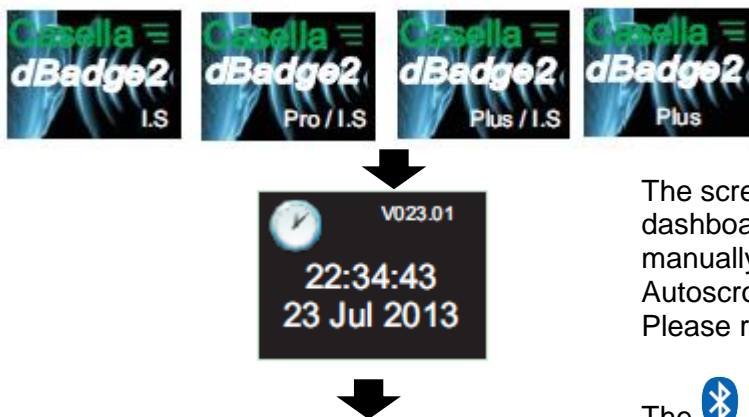 Casella
dBadge2
I.S
Casella
dBadge2
Pro / I.S
Casella
dBadge2
Plus / I.S
Casella
dBadge2
Plus
V023.01
22:34:43
23 Jul 2013
The scre
dashboa
manually
Autoscro
Please r
The